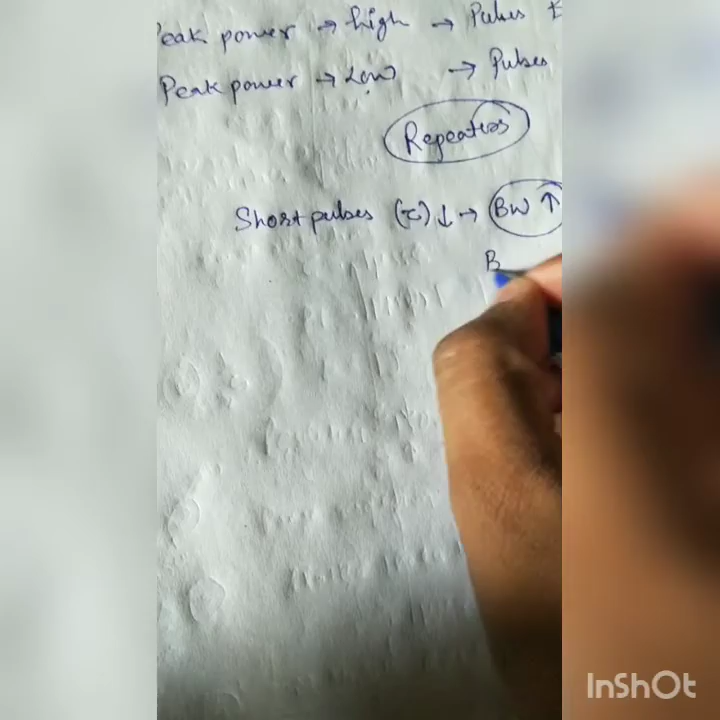 Peak power → high → Pulses
Peak power → Low → Pulses
Repeaters
Short pulses (τ) ↓ → BW ↑
B
InShOt